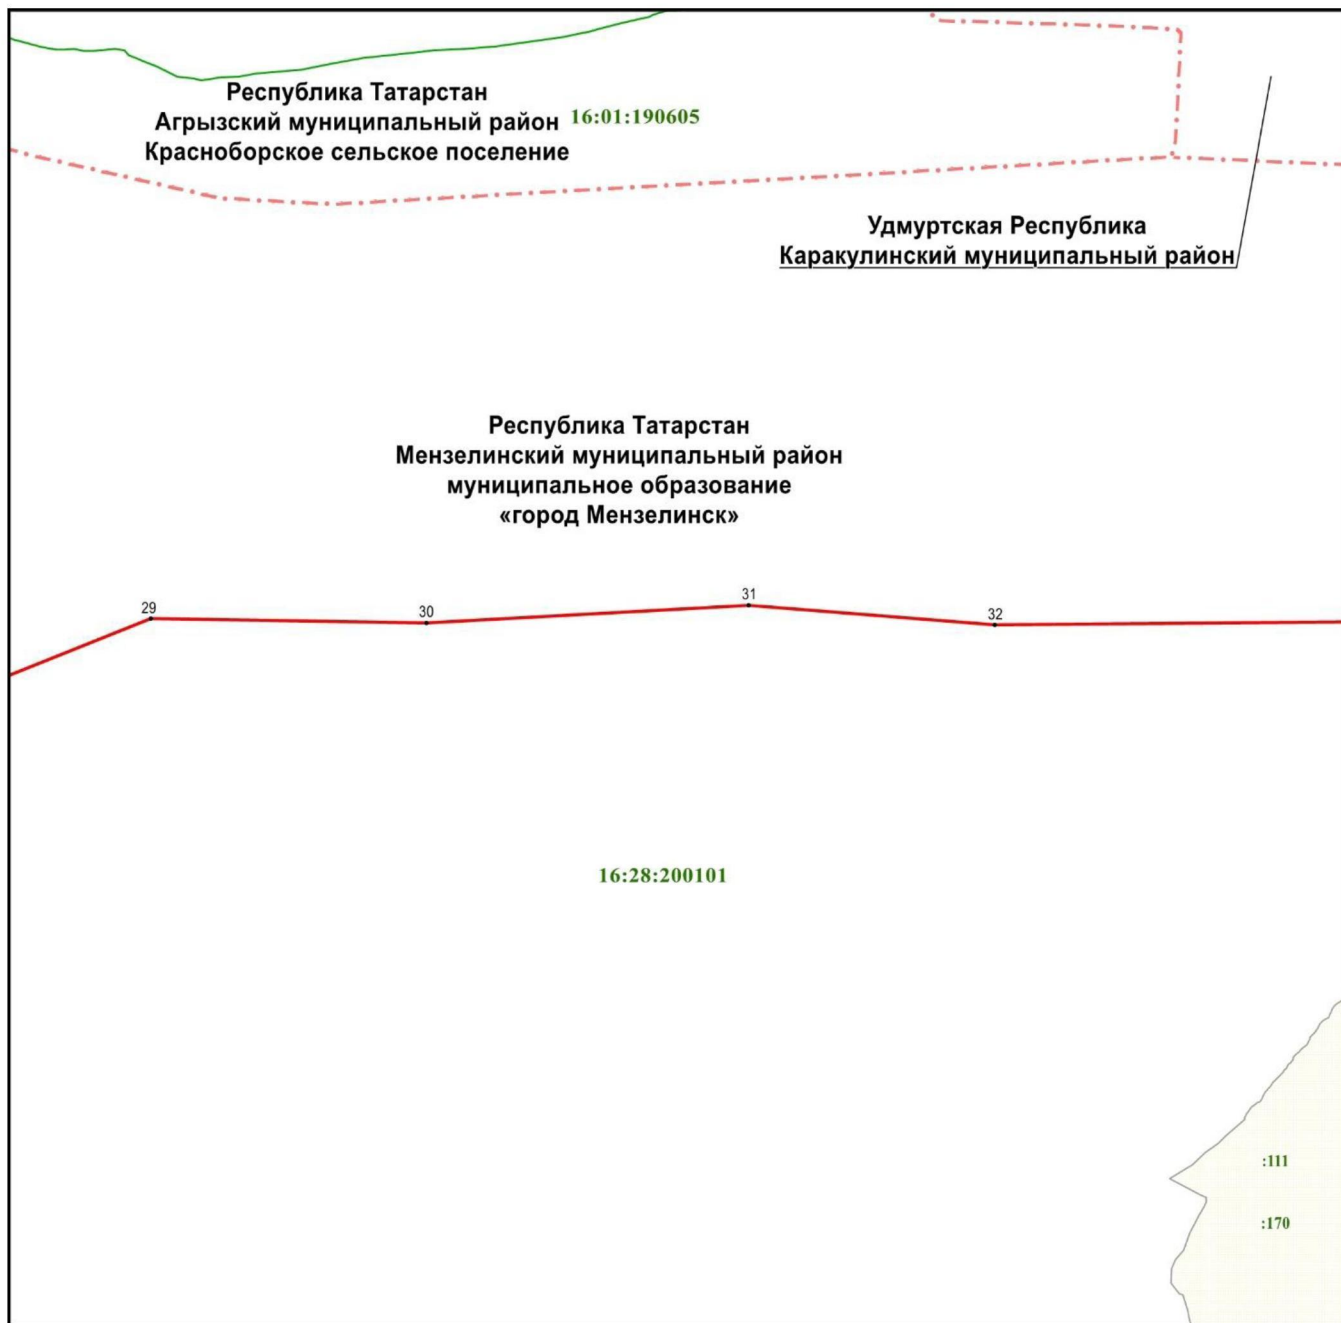 Республика Татарстан
Агрызский муниципальный район
Красноборское сельское поселение
16:01:190605
Удмуртская Республика
Каракулинский муниципальный район
Республика Татарстан
Мензелинский муниципальный район
муниципальное образование
«город Мензелинск»
29
30
31
32
16:28:200101
:111
:170